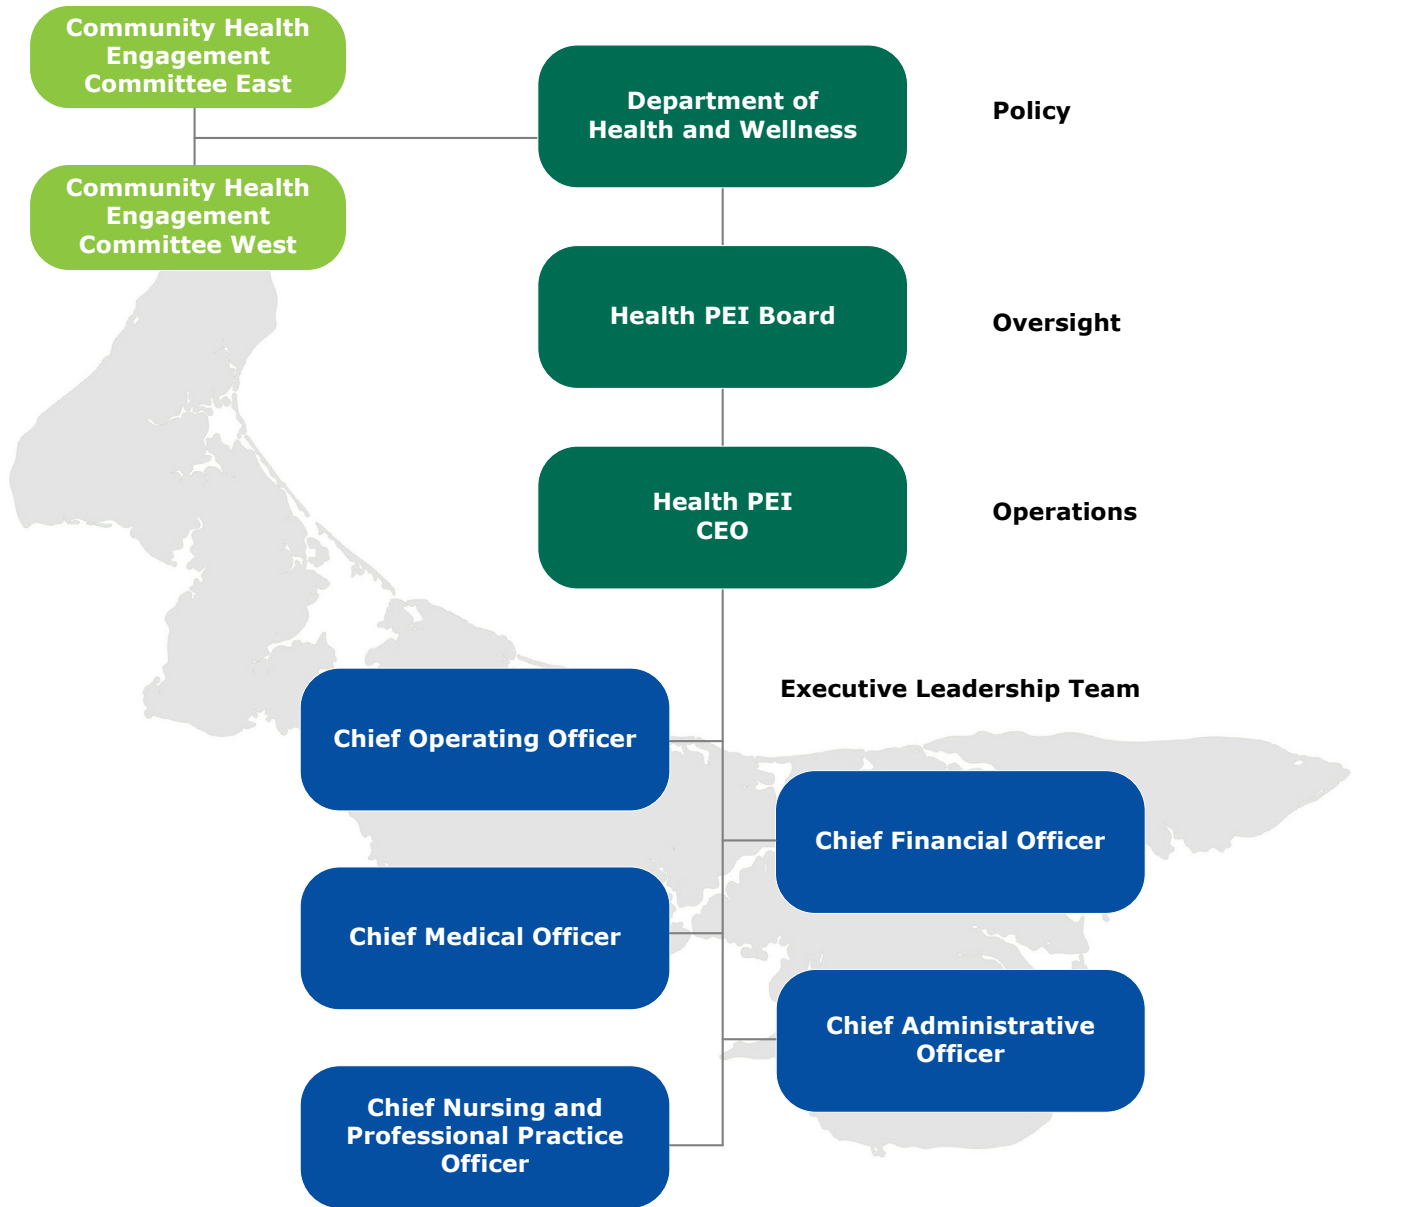 Community Health
Engagement
Committee East
Department of
Health and Wellness
Policy
Community Health
Engagement
Committee West
Health PEI Board
Oversight
Health PEI
CEO
Operations
Executive Leadership Team
Chief Operating Officer
Chief Financial Officer
Chief Medical Officer
Chief Administrative
Officer
Chief Nursing and
Professional Practice
Officer